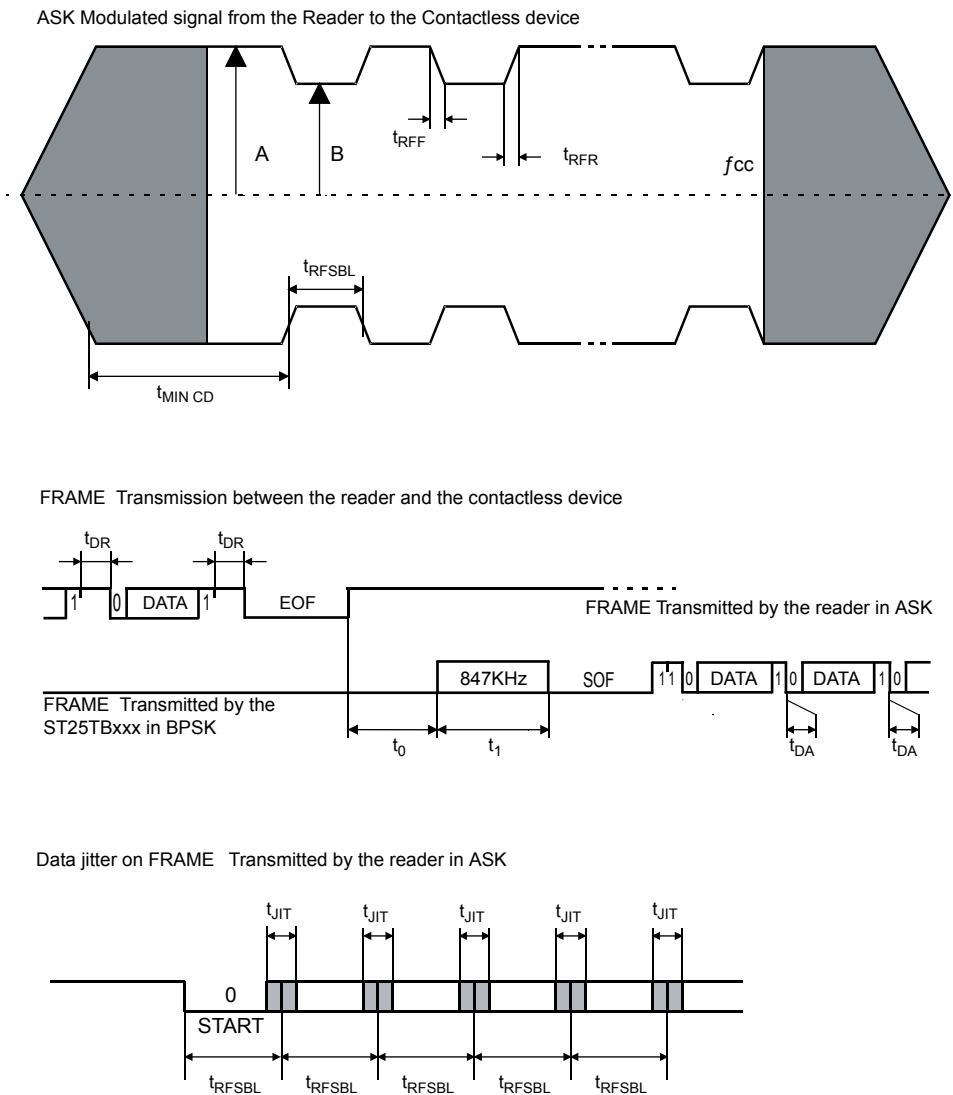 ASK Modulated signal from the Reader to the Contactless device
A B tRFF tRFR ƒcc
tRFSBL
tMIN CD
FRAME Transmission between the reader and the contactless device
tDR tDR
1 0 DATA 1 EOF
FRAME Transmitted by the reader in ASK
847KHz SOF 1 1 0 DATA 1 0 DATA 1 0
FRAME Transmitted by the
ST25TBxxx in BPSK
t0 t1 tDA tDA
Data jitter on FRAME Transmitted by the reader in ASK
tJIT tJIT tJIT tJIT tJIT
0
START
tRFSBL tRFSBL tRFSBL tRFSBL tRFSBL